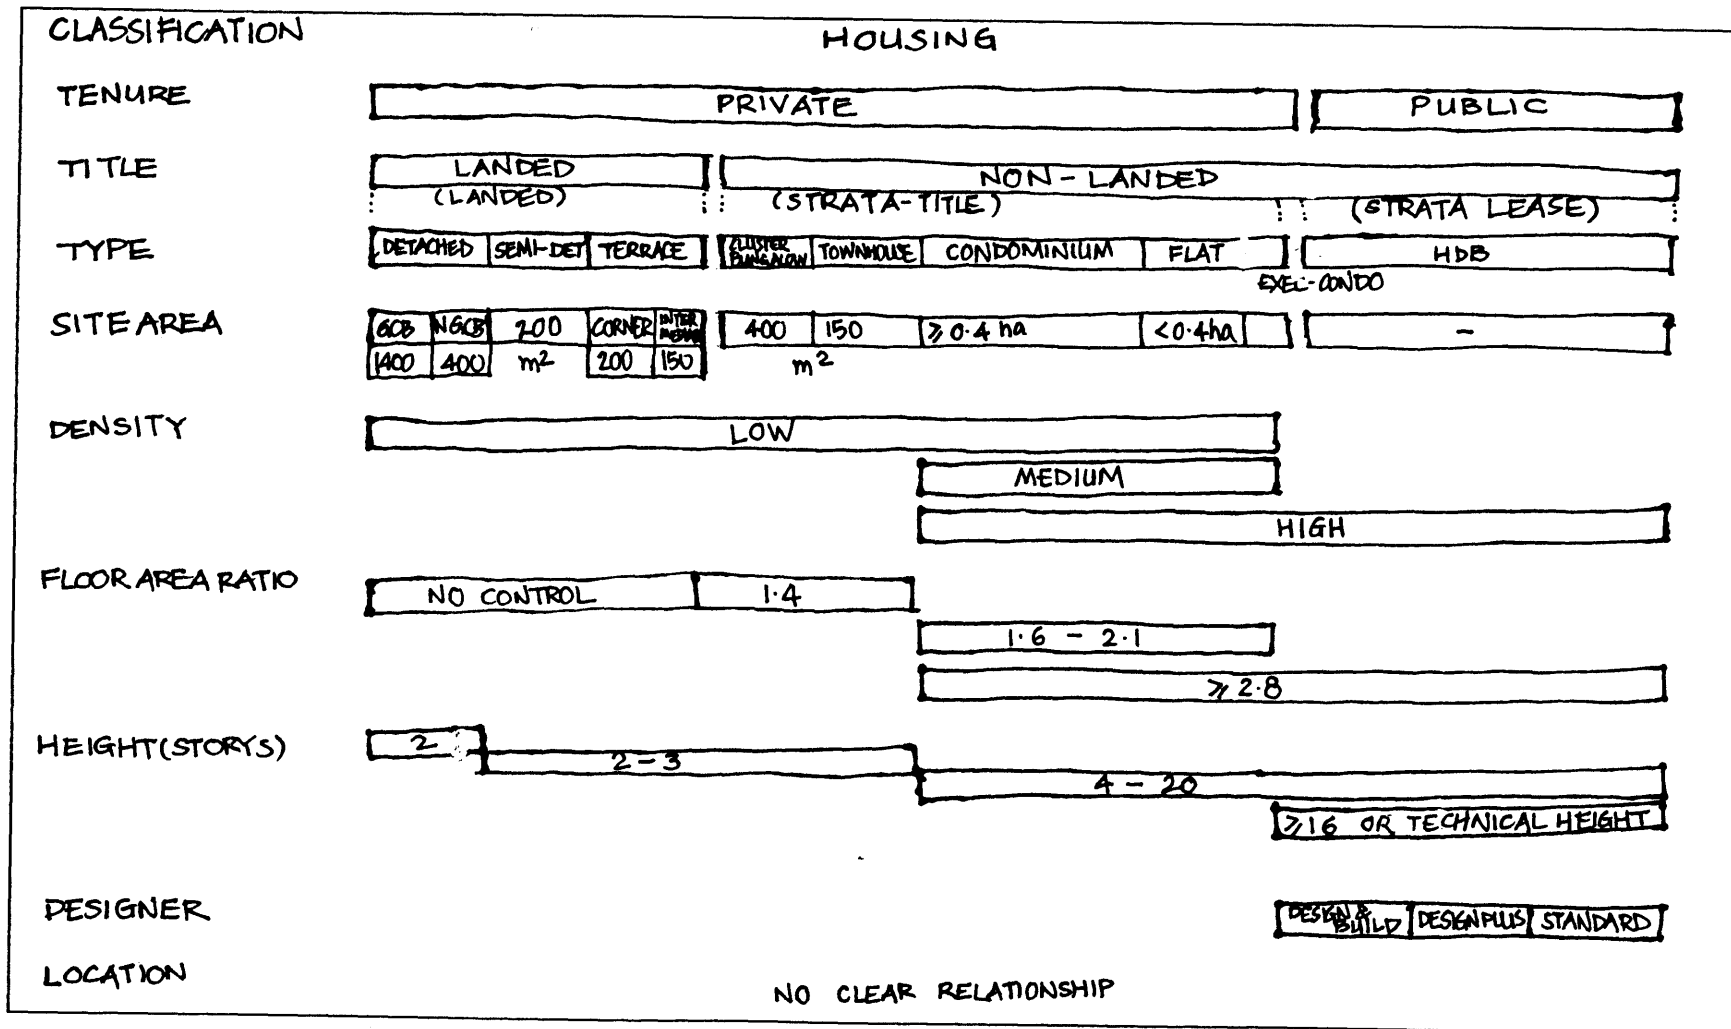 CLASSIFICATION
HOUSING
TENURE
PRIVATE
PUBLIC
TITLE
LANDED
NON-LANDED
(LANDED)
(STRATA-TITLE)
(STRATA LEASE)
TYPE
DETACHED
SEMI-DET
TERRACE
CLUSTER
BUNGALOW
TOWNHOUSE
CONDOMINIUM
FLAT
HDB
EXEC-CONDO
SITE AREA
GCB
NGCB
200
CORNER
INTER
400
150
≥0.4 ha
<0.4ha
-
1400
400
m²
200
150
m²
DENSITY
LOW
MEDIUM
HIGH
FLOOR AREA RATIO
NO CONTROL
1.4
1.6 - 2.1
≥2.8
HEIGHT(STORYS)
2
2-3
4 - 20
≥16 OR TECHNICAL HEIGHT
DESIGNER
DESIGN &
BUILD
DESIGN PLUS
STANDARD
LOCATION
NO CLEAR RELATIONSHIP